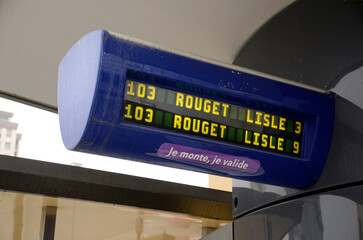 103 ROUGET LISLE 3
103 ROUGET LISLE 9
Je monte, je valide